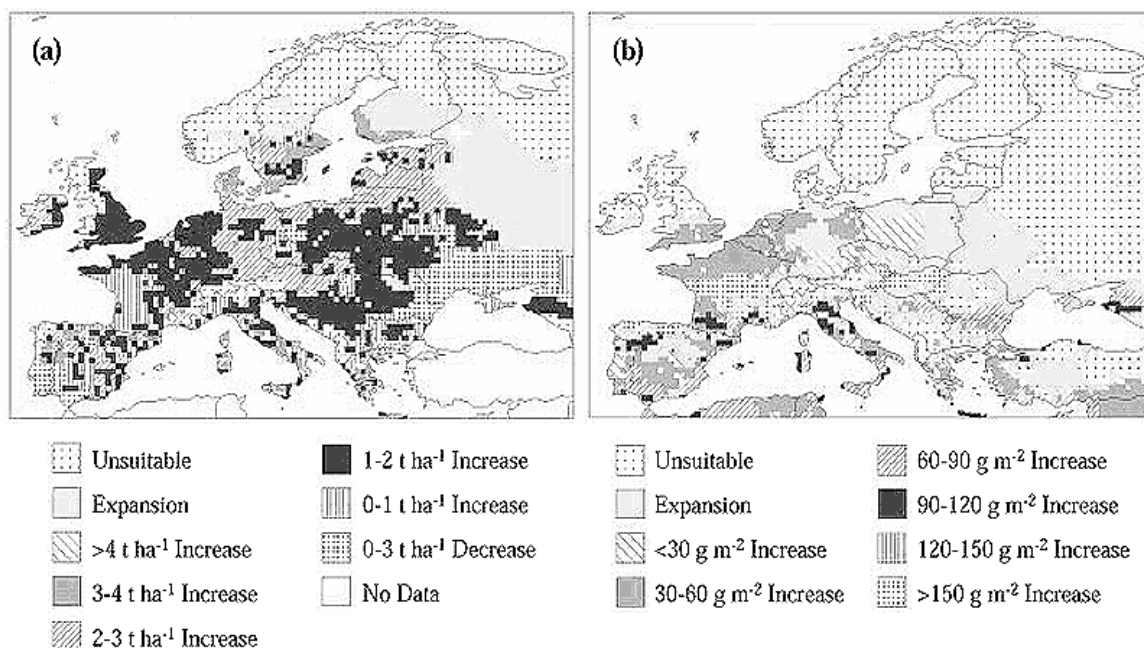 (a)
(b)
Unsuitable
Expansion
>4 t ha⁻¹ Increase
3-4 t ha⁻¹ Increase
2-3 t ha⁻¹ Increase
1-2 t ha⁻¹ Increase
0-1 t ha⁻¹ Increase
0-3 t ha⁻¹ Decrease
No Data
Unsuitable
Expansion
<30 g m⁻² Increase
30-60 g m⁻² Increase
60-90 g m⁻² Increase
90-120 g m⁻² Increase
120-150 g m⁻² Increase
>150 g m⁻² Increase